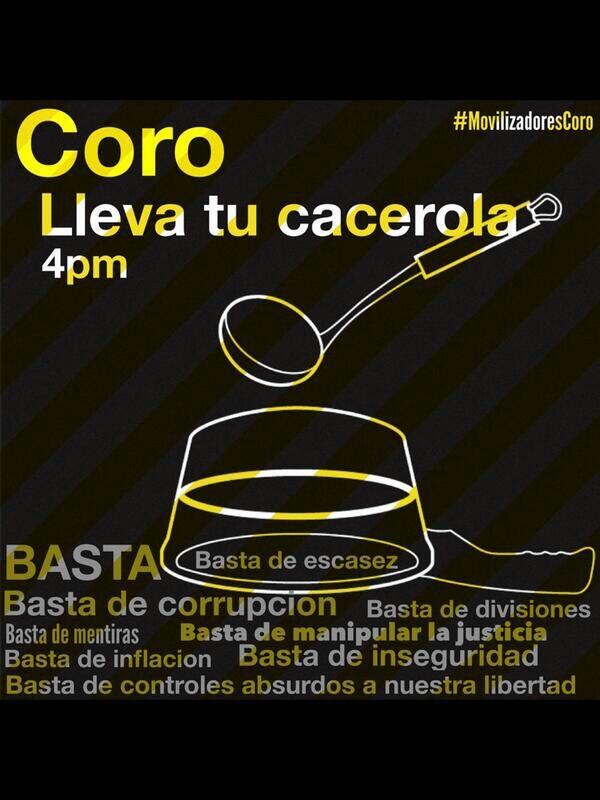 Coro
#MovilizadoresCoro
Lleva tu cacerola
4pm
BASTA
Basta de escasez
Basta de corrupcion
Basta de divisiones
Basta de mentiras
Basta de manipular la justicia
Basta de inflacion
Basta de inseguridad
Basta de controles absurdos a nuestra libertad